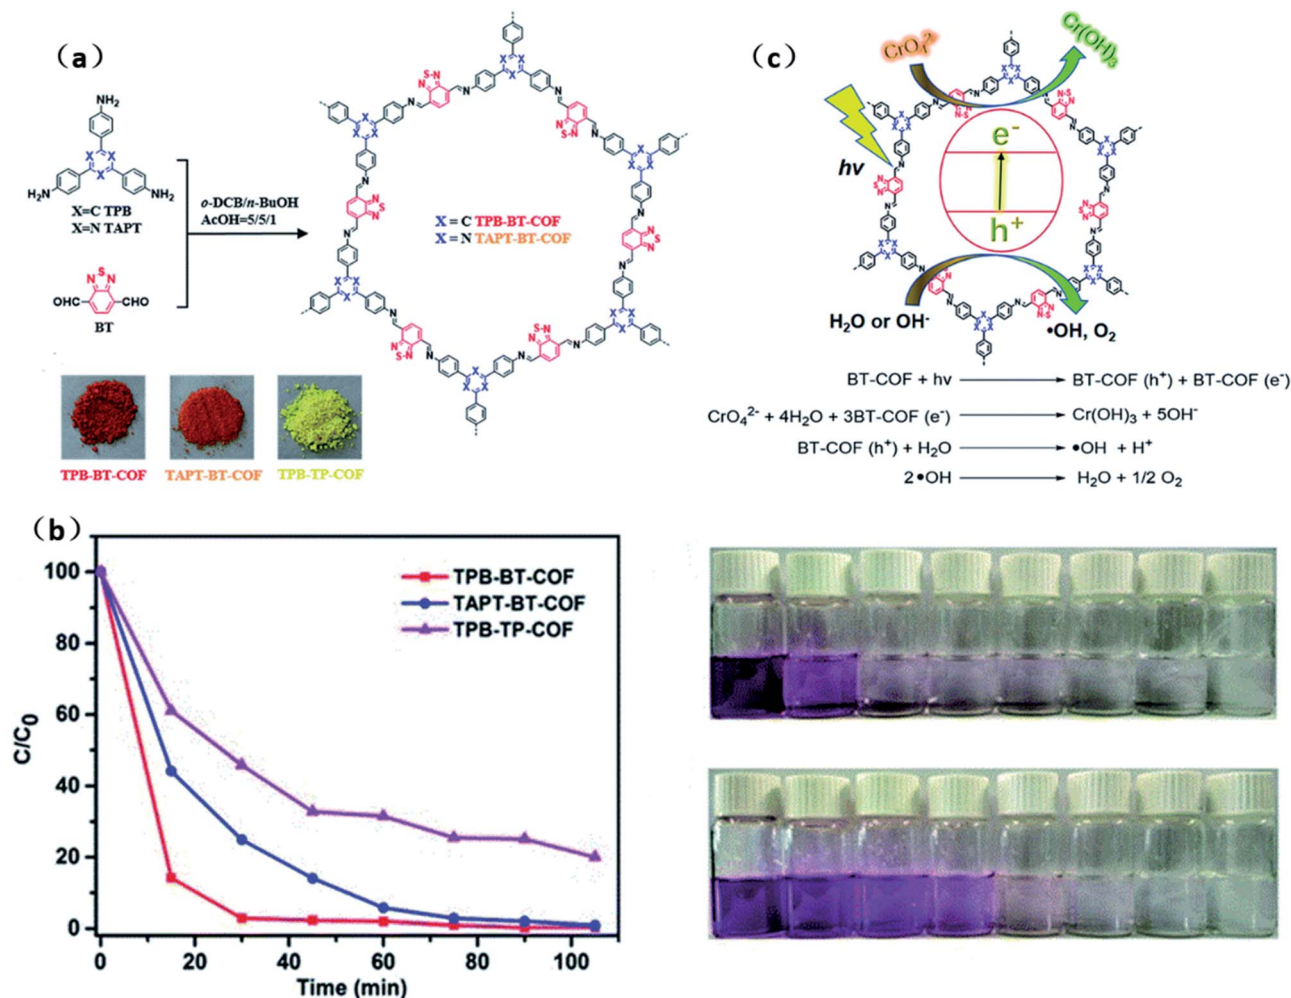 (a)
NH₂
H₂N
NH₂
X=C TPB
X=N TAPT
o-DCB/n-BuOH
AcOH=5/5/1
N S N
OHC
CHO
BT
X = C TPB-BT-COF
X = N TAPT-BT-COF
TPB-BT-COF
TAPT-BT-COF
TPB-TP-COF
(c)
CrO₄²⁻
Cr(OH)₃
hv
e⁻
h⁺
H₂O or OH⁻
•OH, O₂
BT-COF + hv → BT-COF (h⁺) + BT-COF (e⁻)
CrO₄²⁻ + 4H₂O + 3BT-COF (e⁻) → Cr(OH)₃ + 5OH⁻
BT-COF (h⁺) + H₂O → •OH + H⁺
2 •OH → H₂O + 1/2 O₂
(b)
TPB-BT-COF
TAPT-BT-COF
TPB-TP-COF
C/C₀
100
80
60
40
20
0
0 20 40 60 80 100
Time (min)